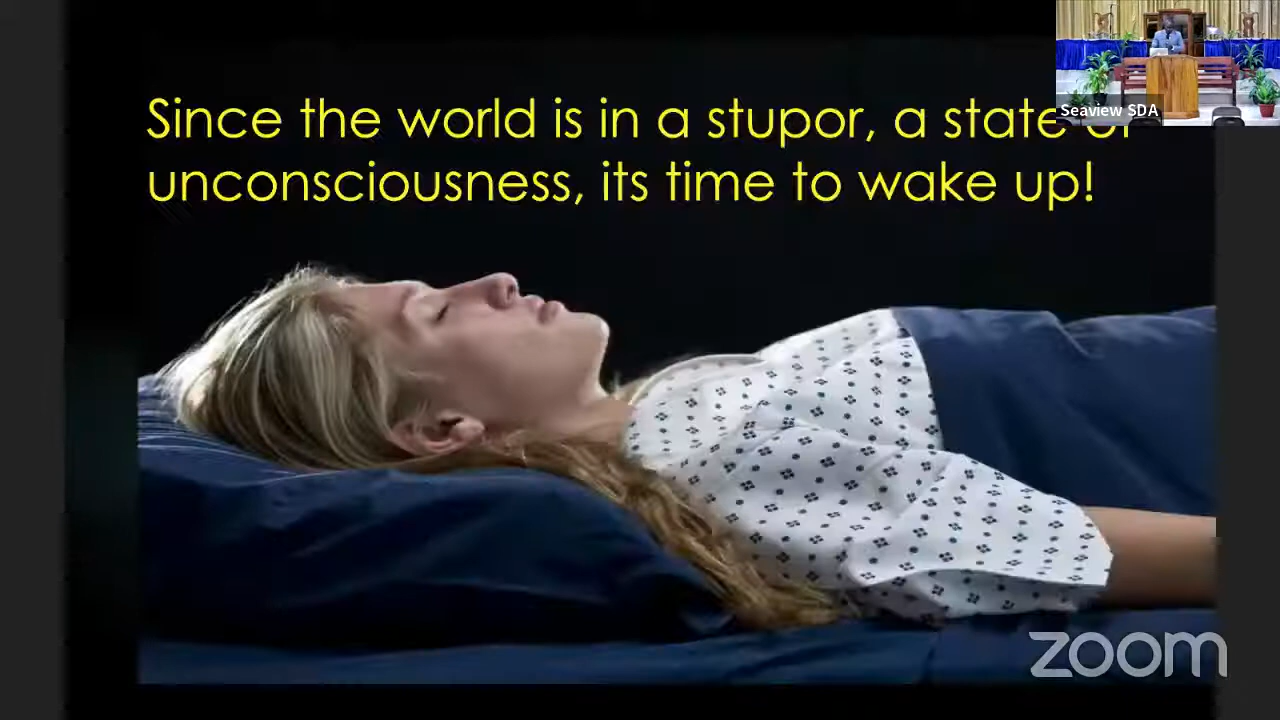 Since the world is in a stupor, a state
unconsciousness, its time to wake up!
Seaview SDA
zoom